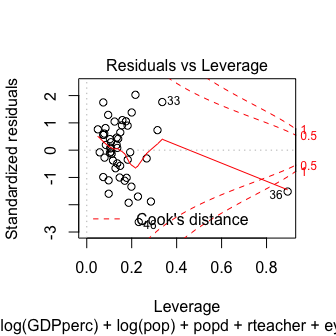 Residuals vs Leverage
Standardized residuals
2
1
0
-1
-3
33
36
46
1
0.5
0.5
1
Cook's distance
0.0 0.2 0.4 0.6 0.8
Leverage
log(GDPperc) + log(pop) + popd + rteacher +